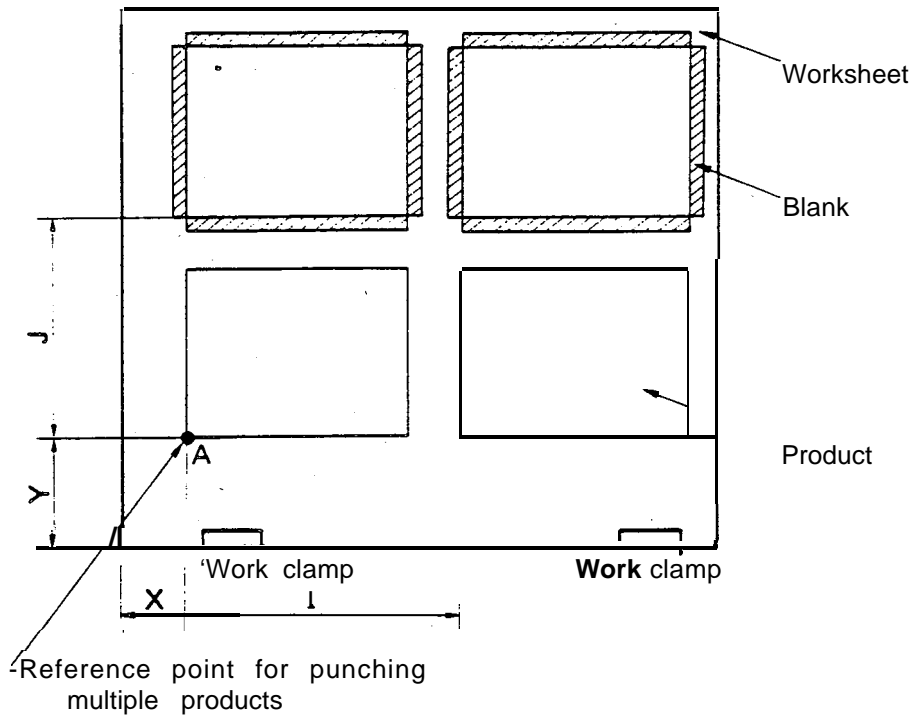 Worksheet
Blank
J
A
Product
Y
'Work clamp
Work clamp
X
I
-Reference point for punching
multiple products